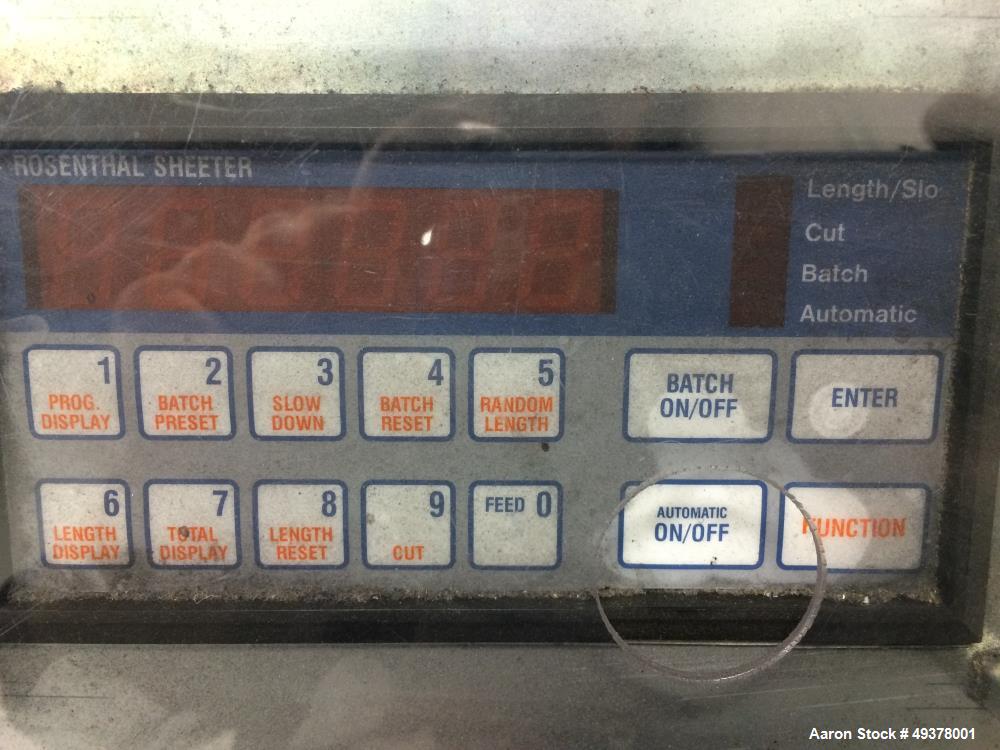 ROSENTHAL SHEETER
Length/Slo
Cut
Batch
Automatic
1
PROG.
DISPLAY
2
BATCH
PRESET
3
SLOW
DOWN
4
BATCH
RESET
5
RANDOM
LENGTH
BATCH
ON/OFF
ENTER
6
LENGTH
DISPLAY
7
TOTAL
DISPLAY
8
LENGTH
RESET
9
CUT
FEED 0
AUTOMATIC
ON/OFF
FUNCTION
Aaron Stock # 49378001